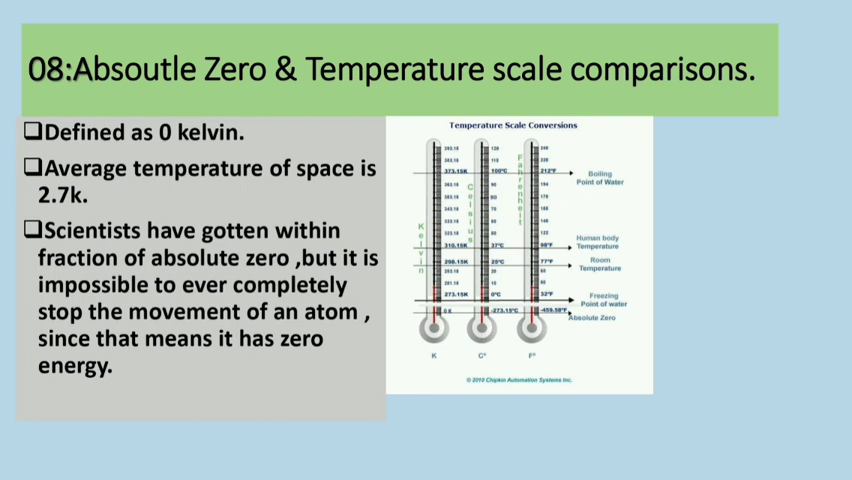 08:Absoutle Zero & Temperature scale comparisons.
❑Defined as 0 kelvin.
❑Average temperature of space is
2.7k.
❑Scientists have gotten within
fraction of absolute zero ,but it is
impossible to ever completely
stop the movement of an atom ,
since that means it has zero
energy.
Temperature Scale Conversions
Kelvin
Celsius
Fahrenheit
373.15K 100°C 212°F
Boiling
Point of Water
310.15K 37°C 98°F
Human body
Temperature
298.15K 25°C 77°F
Room
Temperature
273.15K 0°C 32°F
Freezing
Point of water
0 K -273.15°C
Absolute Zero
K C° F°
© 2010 Chipkin Automation Systems Inc.